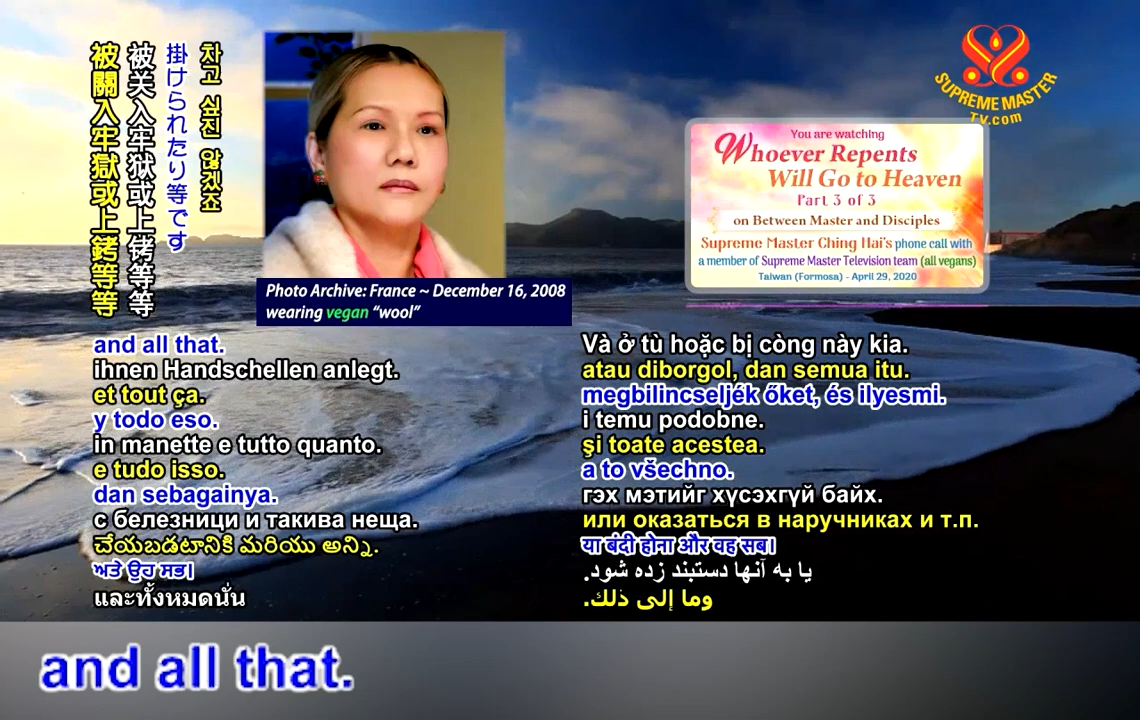 被關入牢獄或上銬等等
被关入牢狱或上铐等等
掛けられたり等です
차고 싶진 않겠죠
SUPREME MASTER
TV.com
You are watching
Whoever Repents
Will Go to Heaven
Part 3 of 3
on Between Master and Disciples
Supreme Master Ching Hai's phone call with
a member of Supreme Master Television team (all vegans)
Taiwan (Formosa) - April 29, 2020
Photo Archive: France ~ December 16, 2008
wearing vegan “wool”
and all that.
ihnen Handschellen anlegt.
et tout ça.
y todo eso.
in manette e tutto quanto.
e tudo isso.
dan sebagainya.
с белезници и такива неща.
చేయబడటానికి మరియు అన్ని.
ਅਤੇ ਉਹ ਸਭ।
และทั้งหมดนั่น
Và ở tù hoặc bị còng này kia.
atau diborgol, dan semua itu.
megbilincseljék őket, és ilyesmi.
i temu podobne.
şi toate acestea.
a to všechno.
гэх мэтийг хүсэхгүй байх.
или оказаться в наручниках и т.п.
या बंदी होना और वह सब।
یا به آنها دستبند زده شود.
وما إلى ذلك.
and all that.